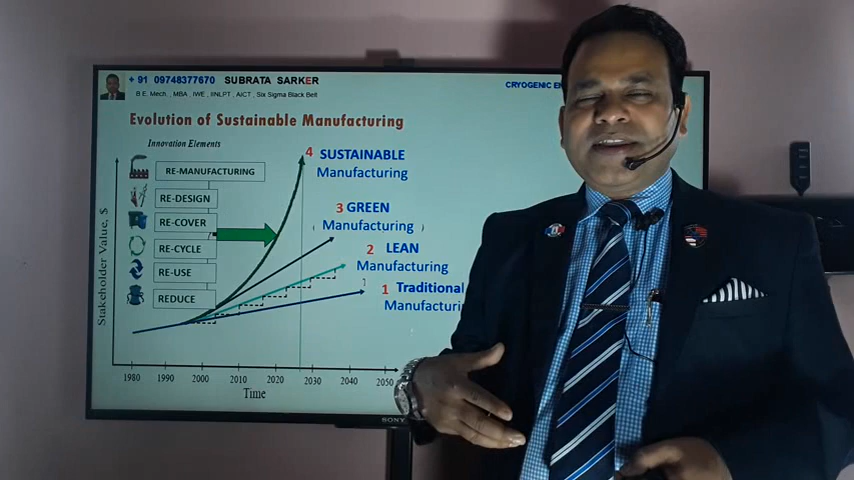 + 91 09748377670 SUBRATA SARKER
B.E. Mech., MBA, IWE, IINLPT, AICT, Six Sigma Black Belt
CRYOGENIC
Evolution of Sustainable Manufacturing
Innovation Elements
4 SUSTAINABLE
Manufacturing
RE-MANUFACTURING
RE-DESIGN
RE-COVER
RE-CYCLE
RE-USE
REDUCE
3 GREEN
Manufacturing
2 LEAN
Manufacturing
1 Traditional
Stakeholder Value, $
1980 1990 2000 2010 2020 2030 2040 2050
Time
SONY